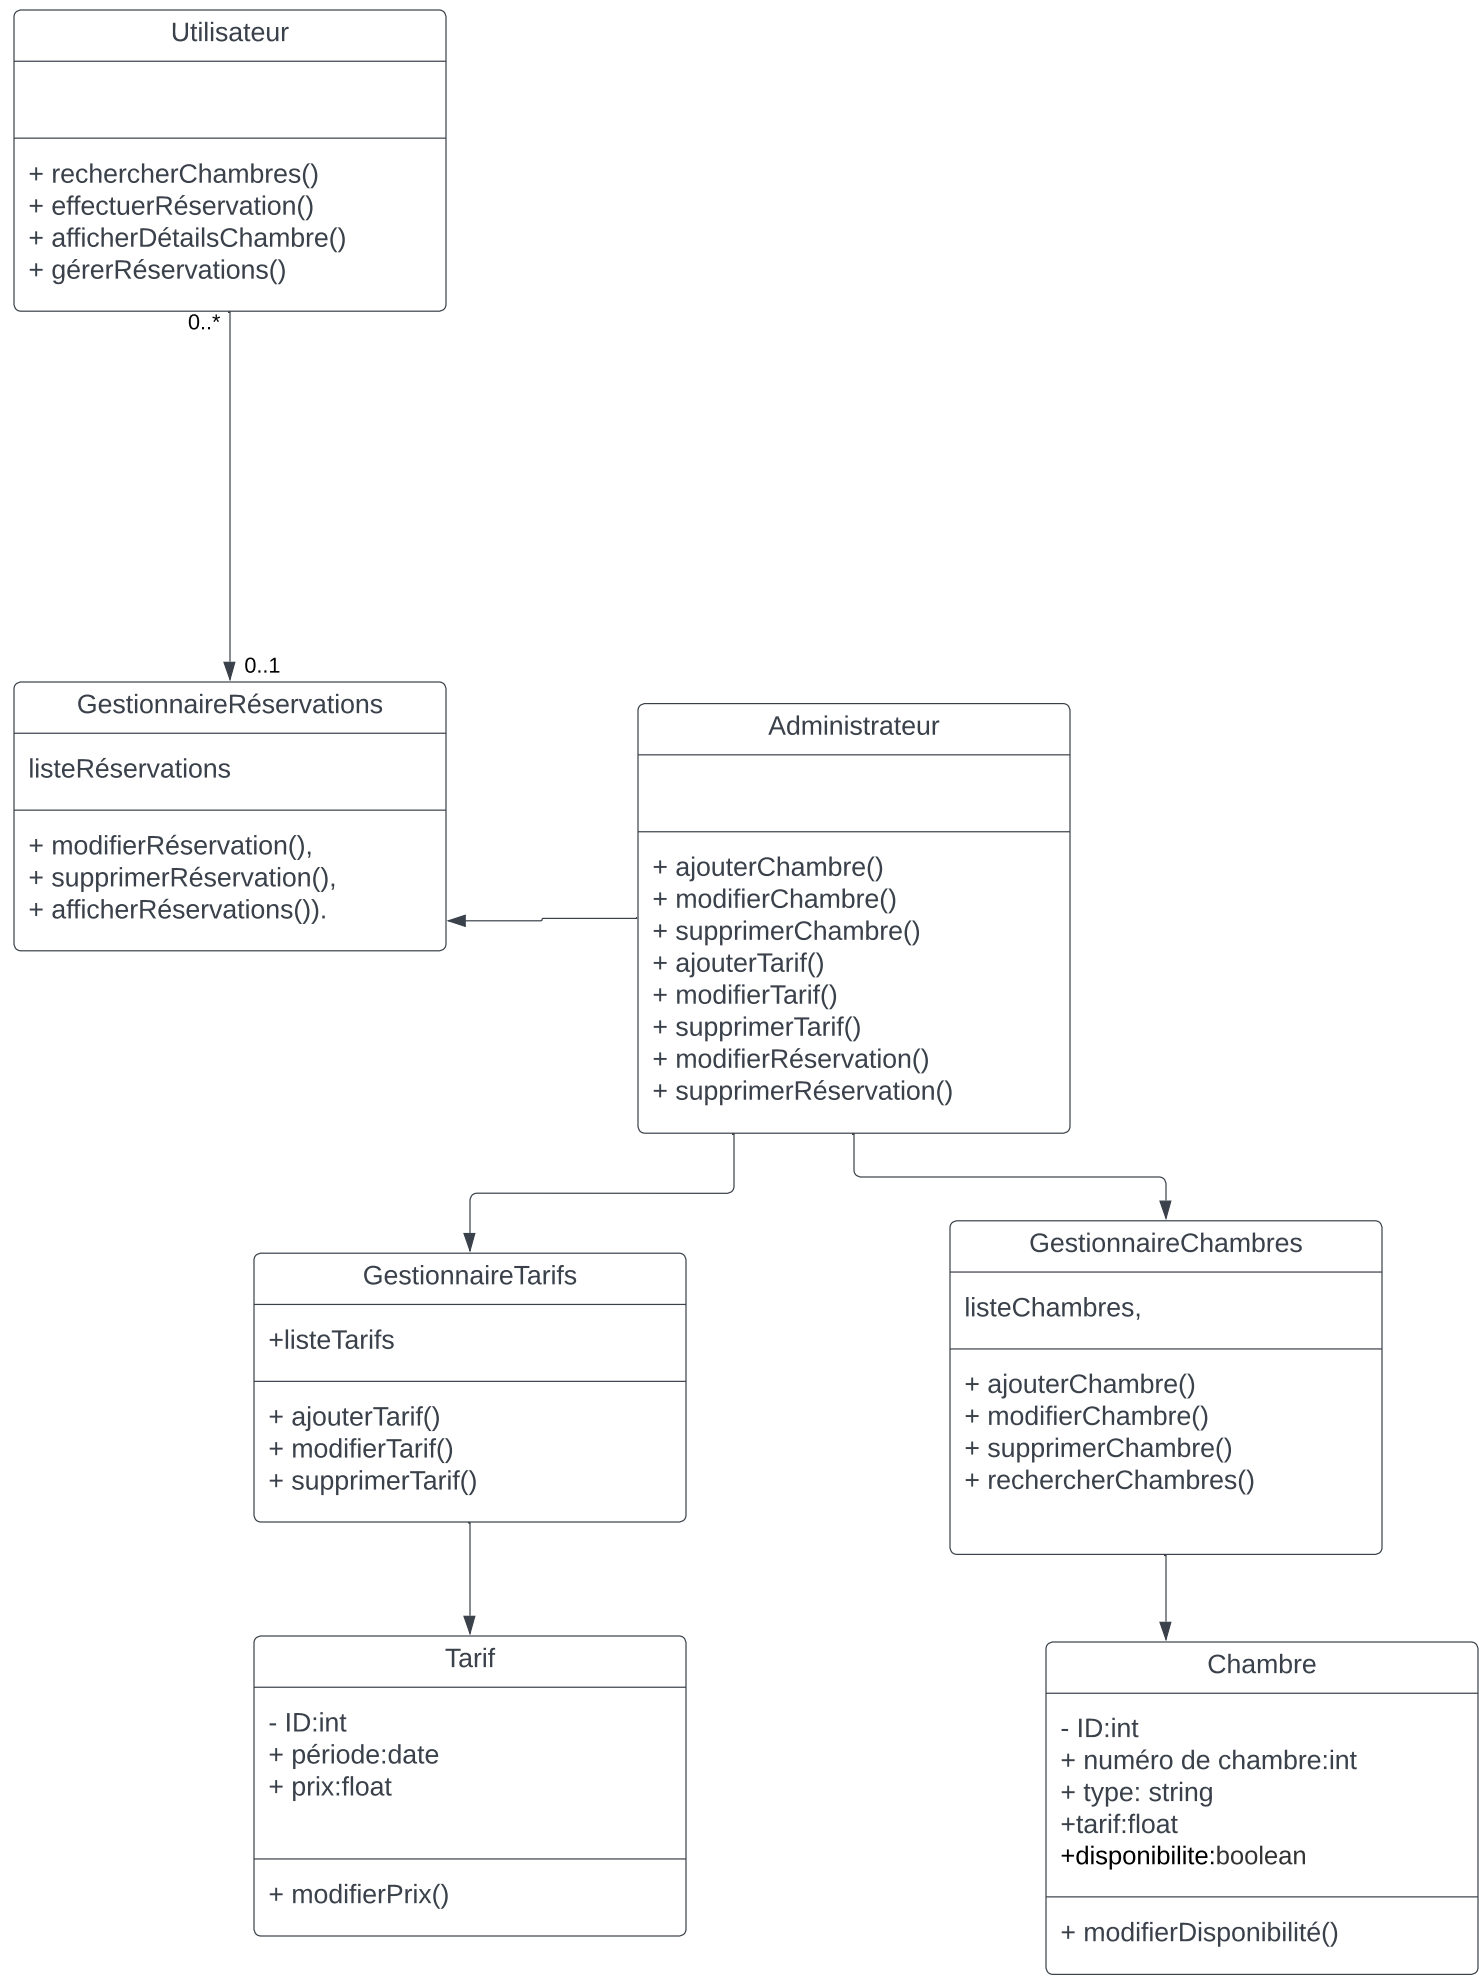 Utilisateur
+ rechercherChambres()
+ effectuerRéservation()
+ afficherDétailsChambre()
+ gérerRéservations()
0..*
0..1
GestionnaireRéservations
listeRéservations
+ modifierRéservation(),
+ supprimerRéservation(),
+ afficherRéservations()).
Administrateur
+ ajouterChambre()
+ modifierChambre()
+ supprimerChambre()
+ ajouterTarif()
+ modifierTarif()
+ supprimerTarif()
+ modifierRéservation()
+ supprimerRéservation()
GestionnaireTarifs
+listeTarifs
+ ajouterTarif()
+ modifierTarif()
+ supprimerTarif()
GestionnaireChambres
listeChambres,
+ ajouterChambre()
+ modifierChambre()
+ supprimerChambre()
+ rechercherChambres()
Tarif
- ID:int
+ période:date
+ prix:float
+ modifierPrix()
Chambre
- ID:int
+ numéro de chambre:int
+ type: string
+tarif:float
+disponibilite:boolean
+ modifierDisponibilité()